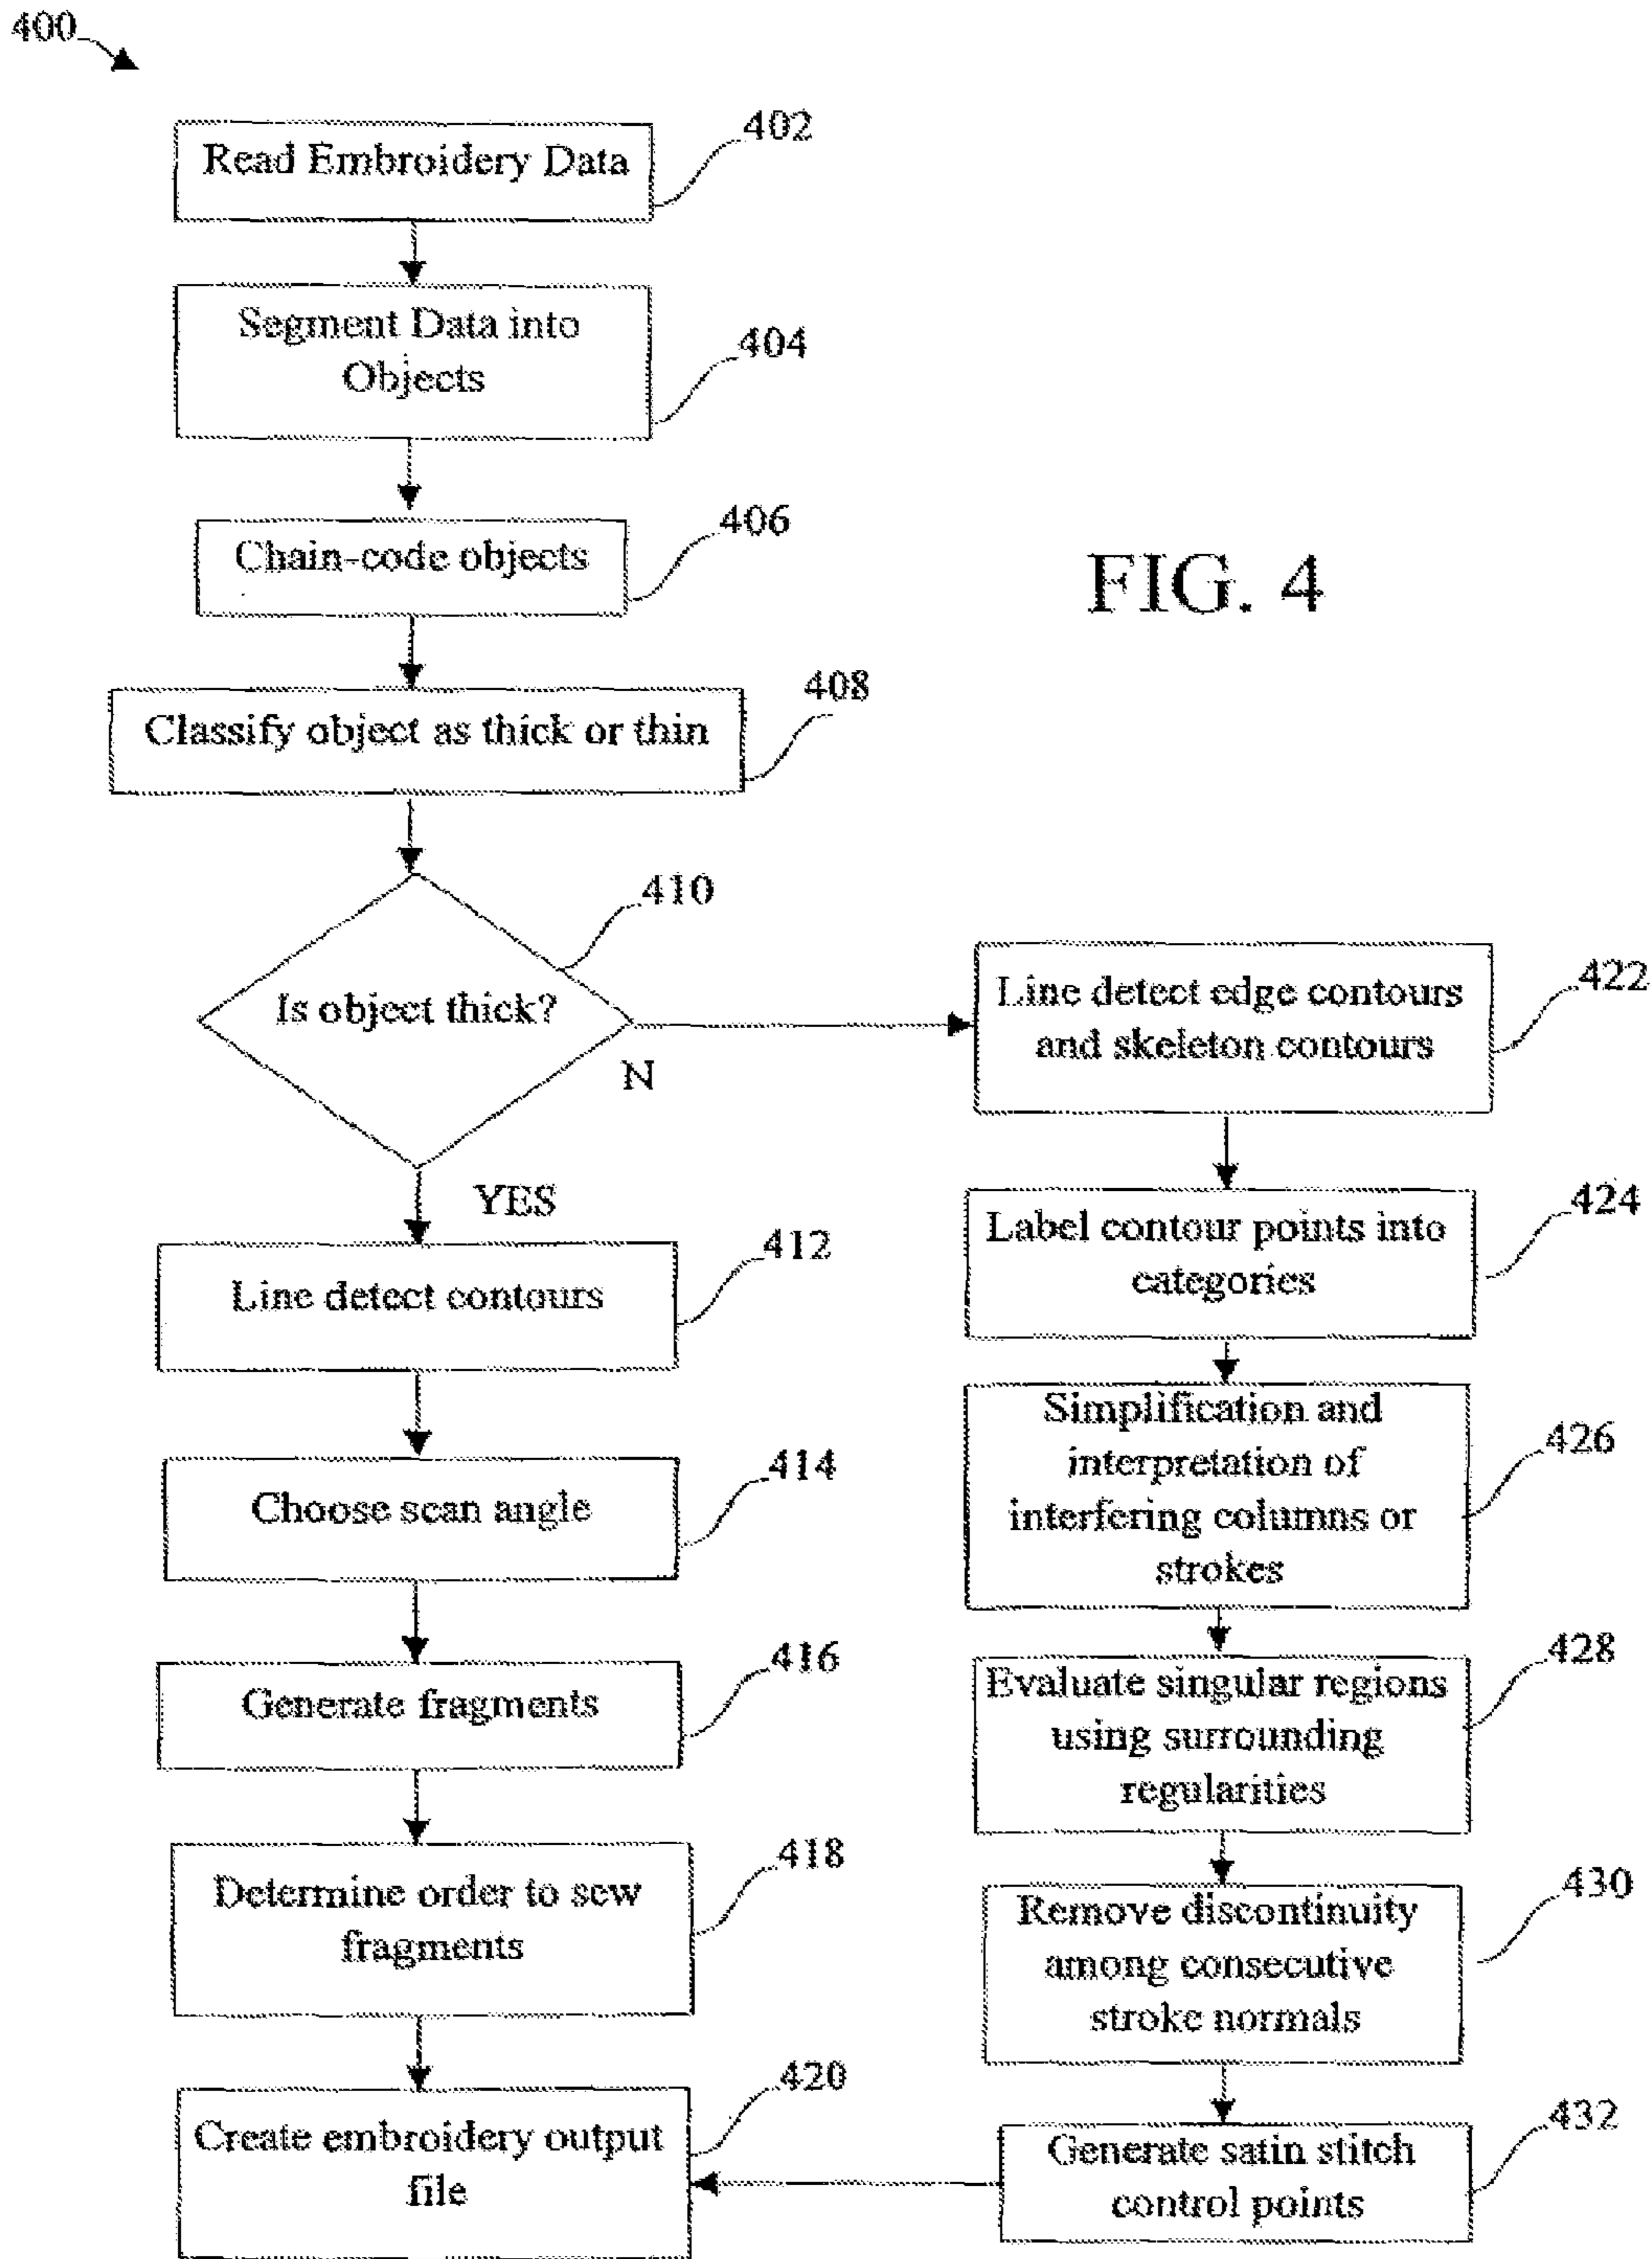 400
402
Read Embroidery Data
Segment Data into
Objects
404
406
Chain-code objects
FIG. 4
408
Classify object as thick or thin
410
Is object thick?
N
YES
412
Line detect contours
414
Choose scan angle
416
Generate fragments
418
Determine order to sew
fragments
420
Create embroidery output
file
422
Line detect edge contours
and skeleton contours
424
Label contour points into
categories
426
Simplification and
interpretation of
interfering columns or
strokes
428
Evaluate singular regions
using surrounding
regularities
430
Remove discontinuity
among consecutive
stroke normals
432
Generate satin stitch
control points